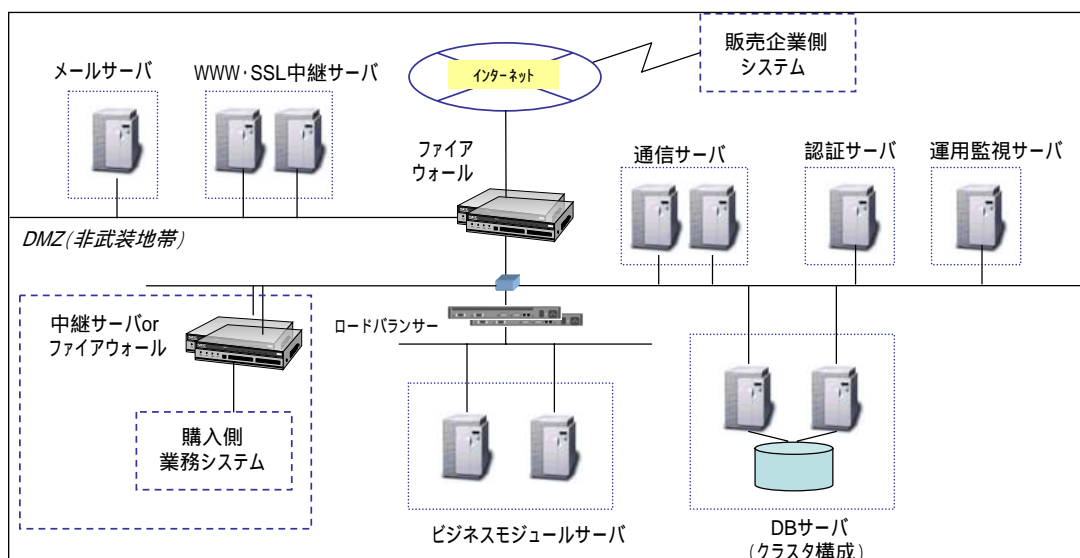 販売企業側
システム
メールサーバ
WWW・SSL中継サーバ
インターネット
ファイア
ウォール
通信サーバ
認証サーバ
運用監視サーバ
DMZ(非武装地帯)
中継サーバor
ファイアウォール
ロードバランサー
購入側
業務システム
ビジネスモジュールサーバ
DBサーバ
(クラスタ構成)